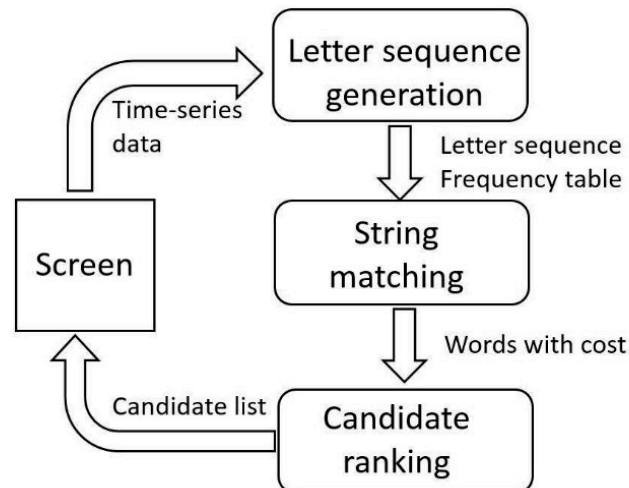 Letter sequence
generation
Time-series
data
Letter sequence
Frequency table
Screen
String
matching
Words with cost
Candidate list
Candidate
ranking